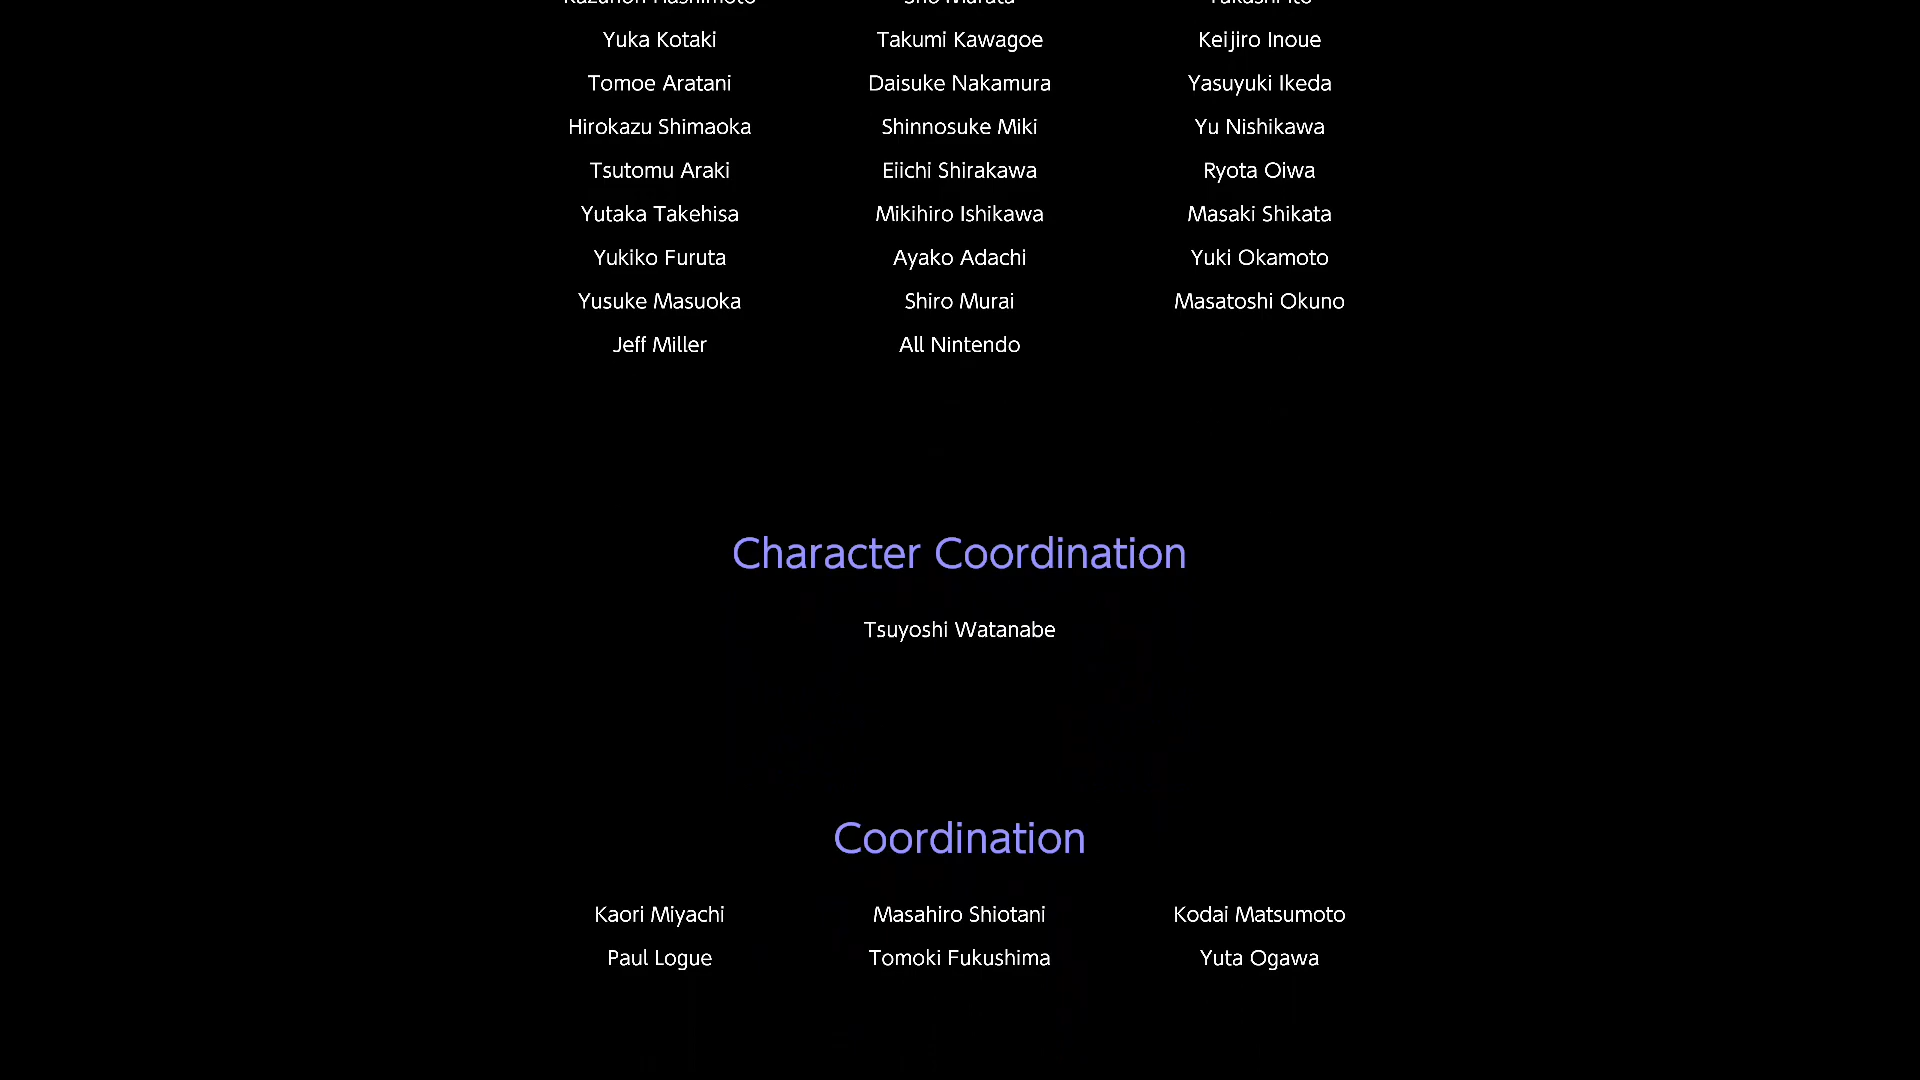 Yuka Kotaki Takumi Kawagoe Keijiro Inoue
Tomoe Aratani Daisuke Nakamura Yasuyuki Ikeda
Hirokazu Shimaoka Shinnosuke Miki Yu Nishikawa
Tsutomu Araki Eiichi Shirakawa Ryota Oiwa
Yutaka Takehisa Mikihiro Ishikawa Masaki Shikata
Yukiko Furuta Ayako Adachi Yuki Okamoto
Yusuke Masuoka Shiro Murai Masatoshi Okuno
Jeff Miller All Nintendo
Character Coordination
Tsuyoshi Watanabe
Coordination
Kaori Miyachi Masahiro Shiotani Kodai Matsumoto
Paul Logue Tomoki Fukushima Yuta Ogawa